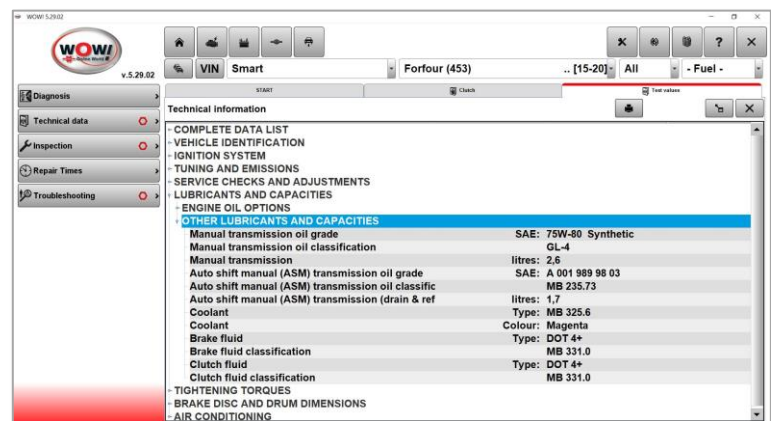 WOW! 5.29.02
WOW!
v.5.29.02
VIN Smart Forfour (453) .. [15-20] All - Fuel -
START Clutch Test values
Diagnosis
Technical data
Inspection
Repair Times
Troubleshooting
Technical information
COMPLETE DATA LIST
VEHICLE IDENTIFICATION
IGNITION SYSTEM
TUNING AND EMISSIONS
SERVICE CHECKS AND ADJUSTMENTS
LUBRICANTS AND CAPACITIES
ENGINE OIL OPTIONS
OTHER LUBRICANTS AND CAPACITIES
Manual transmission oil grade SAE: 75W-80 Synthetic
Manual transmission oil classification GL-4
Manual transmission litres: 2,6
Auto shift manual (ASM) transmission oil grade SAE: A 001 989 98 03
Auto shift manual (ASM) transmission oil classific MB 235.73
Auto shift manual (ASM) transmission (drain & ref litres: 1,7
Coolant Type: MB 325.6
Coolant Colour: Magenta
Brake fluid Type: DOT 4+
Brake fluid classification MB 331.0
Clutch fluid Type: DOT 4+
Clutch fluid classification MB 331.0
TIGHTENING TORQUES
BRAKE DISC AND DRUM DIMENSIONS
AIR CONDITIONING